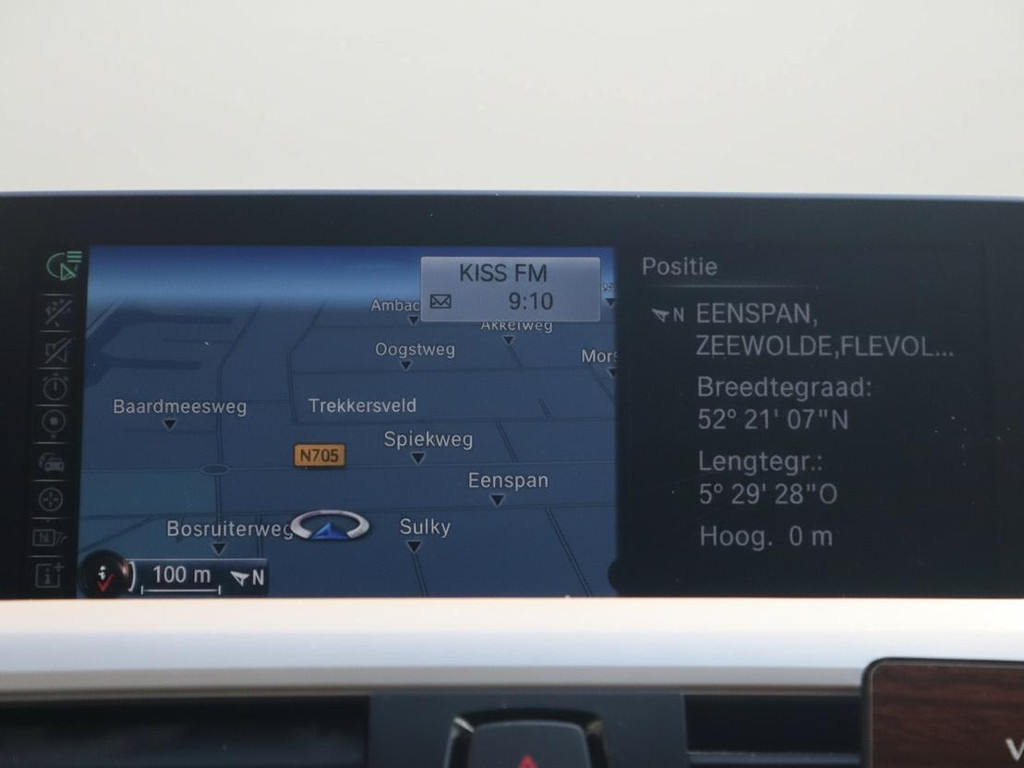 KISS FM
9:10
Ambac
Akkelweg
Oogstweg
Mors
Baardmeesweg
Trekkersveld
Spiekweg
N705
Eenspan
Bosruiterweg
Sulky
100 m
N
Positie
N EENSPAN,
ZEEWOLDE,FLEVOL...
Breedtegraad:
52° 21' 07"N
Lengtegr.:
5° 29' 28"O
Hoog. 0 m
V